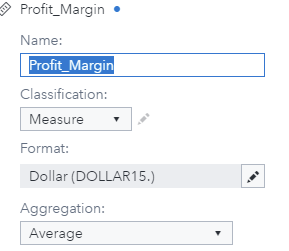 Profit_Margin
Name:
Profit_Margin
Classification:
Measure
Format:
Dollar (DOLLAR15.)
Aggregation:
Average